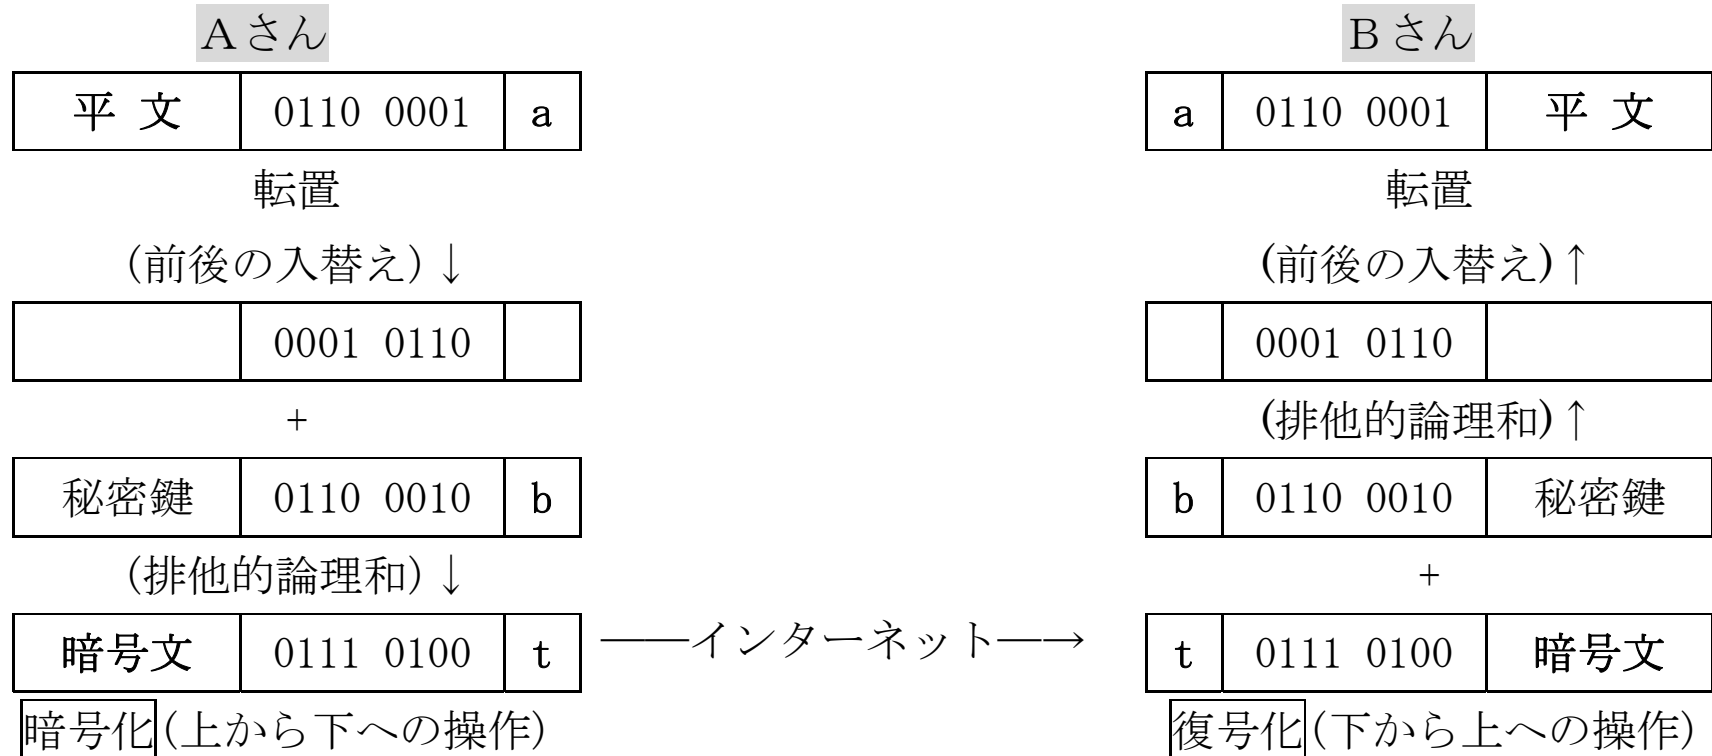 Aさん
Bさん
平 文 0110 0001 a
a 0110 0001 平 文
転置
転置
(前後の入替え)↓
(前後の入替え)↑
0001 0110
0001 0110
+
(排他的論理和)↑
秘密鍵 0110 0010 b
b 0110 0010 秘密鍵
(排他的論理和)↓
+
暗号文 0111 0100 t
──インターネット─→
t 0111 0100 暗号文
暗号化(上から下への操作)
復号化(下から上への操作)